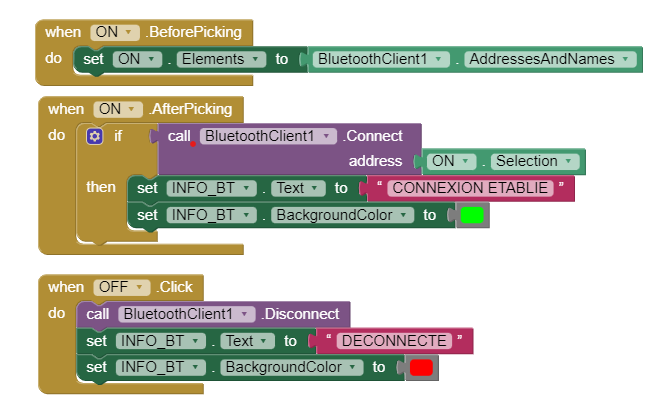 when ON .BeforePicking
do set ON . Elements to BluetoothClient1 . AddressesAndNames
when ON .AfterPicking
do if call BluetoothClient1 .Connect
address ON . Selection
then set INFO_BT . Text to “ CONNEXION ETABLIE ”
set INFO_BT . BackgroundColor to
when OFF .Click
do call BluetoothClient1 .Disconnect
set INFO_BT . Text to “ DECONNECTE ”
set INFO_BT . BackgroundColor to